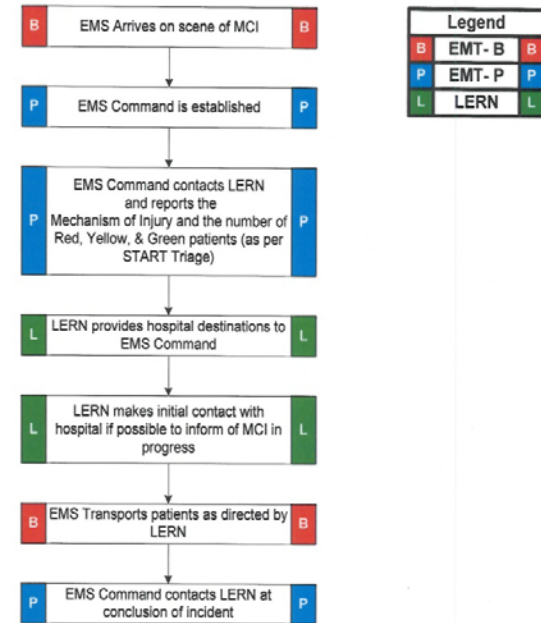 B EMS Arrives on scene of MCI B
P EMS Command is established P
EMS Command contacts LERN
and reports the
P Mechanism of Injury and the number of P
Red, Yellow, & Green patients (as per
START Triage)
L LERN provides hospital destinations to L
EMS Command
LERN makes initial contact with
L hospital if possible to inform of MCI in L
progress
B EMS Transports patients as directed by B
LERN
P EMS Command contacts LERN at P
conclusion of incident
Legend
B EMT- B B
P EMT- P P
L LERN L